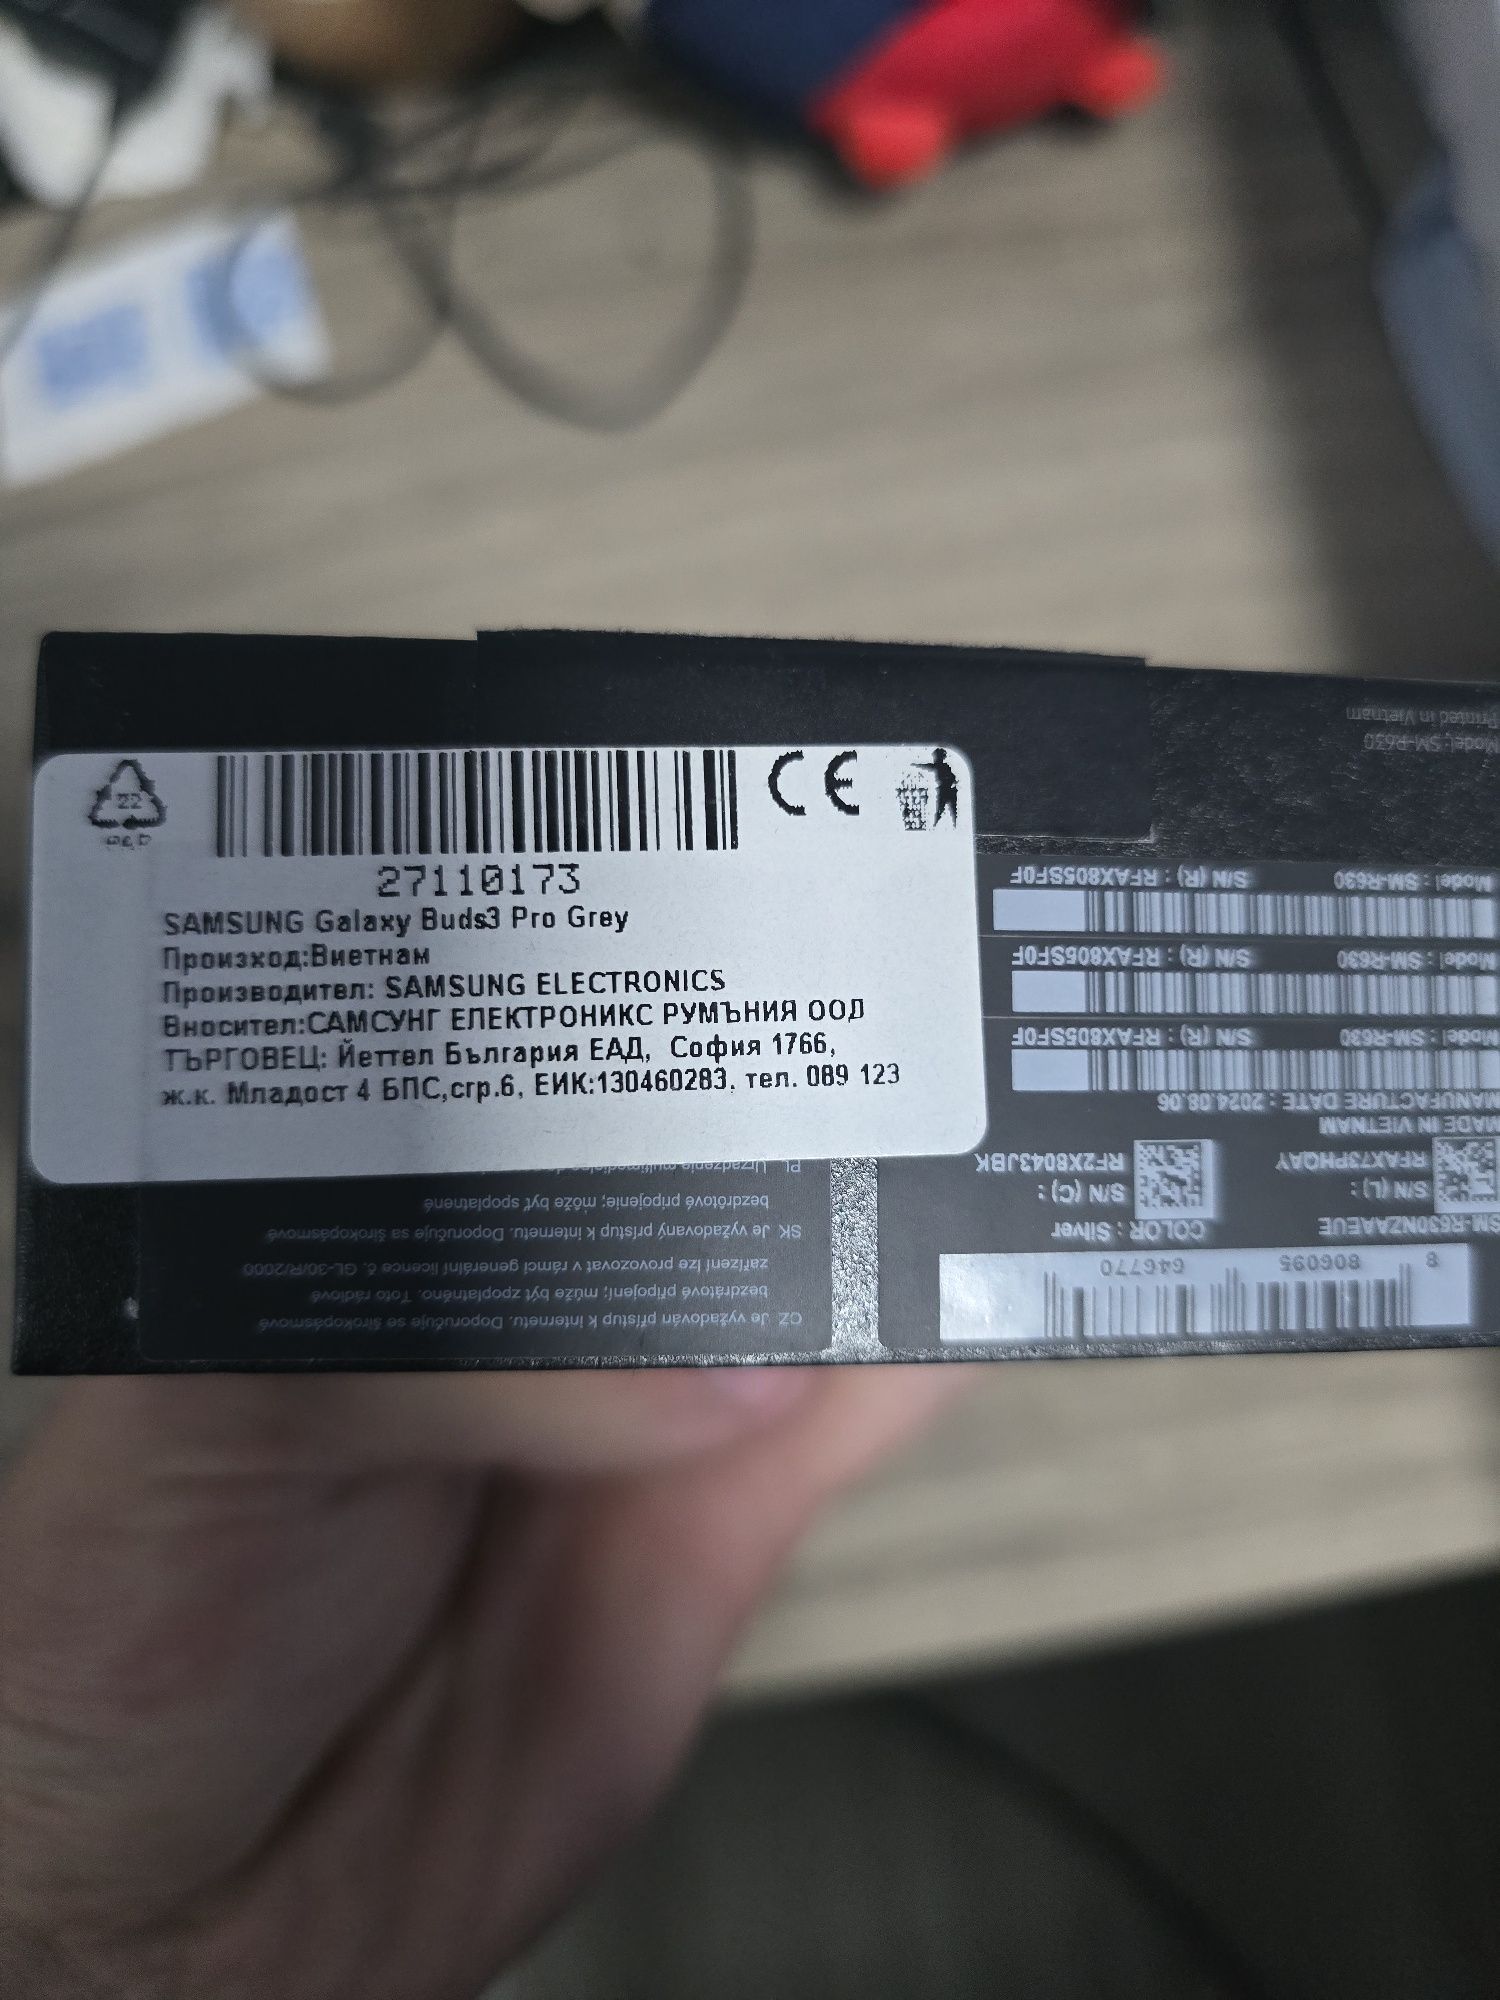 22
PAP
27110173
SAMSUNG Galaxy Buds3 Pro Grey
Произход:Виетнам
Производител: SAMSUNG ELECTRONICS
Вносител:САМСУНГ ЕЛЕКТРОНИКС РУМЪНИЯ ООД
ТЪРГОВЕЦ: Йеттел България ЕАД, София 1766,
ж.к. Младост 4 БПС,сгр.6, ЕИК:130460283. тел. 089 123
CE
CZ Je vyžadován přístup k internetu. Doporučuje se širokopásmové
bezdrátové připojení; může být zpoplatněno. Toto rádiové
zařízení lze provozovat v rámci generální licence č. GL-30/R/2000
SK Je vyžadovaný prístup k internetu. Doporučuje sa širokopásmové
bezdrôtové pripojenie; môže byť spoplatnené
PL Urządzenie
8 806095 646770
SM-R630NZAAEUE COLOR : Silver
S/N (L) : S/N (C) :
RFAX73PHQAY RF2X8043JBK
MADE IN VIETNAM
MANUFACTURE DATE : 2024.08.06
Model : SM-R630 S/N (R) : RFAX805SF0F
Model : SM-R630 S/N (R) : RFAX805SF0F
Model : SM-R630 S/N (R) : RFAX805SF0F
Model: SM-R630
Printed in Vietnam